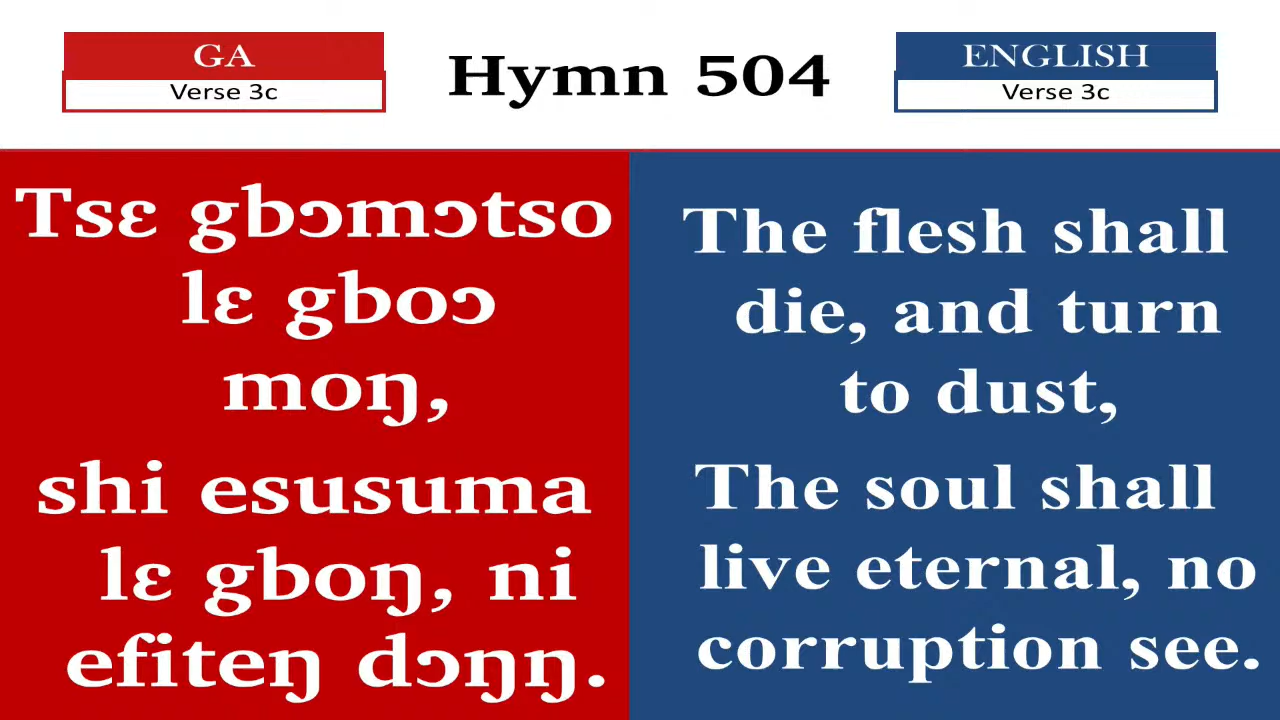 GA
Verse 3c
Hymn 504
ENGLISH
Verse 3c
Tsɛ gbɔmɔtso
lɛ gboɔ
moŋ,
shi esusuma
lɛ gboŋ, ni
efiteŋ dɔŋŋ.
The flesh shall
die, and turn
to dust,
The soul shall
live eternal, no
corruption see.